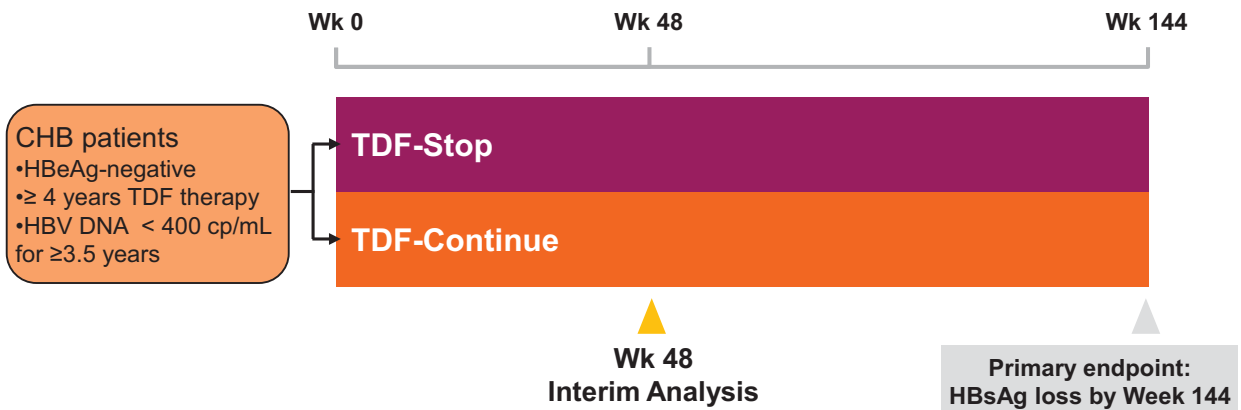 Wk 0
Wk 48
Wk 144
CHB patients
•HBeAg-negative
•≥ 4 years TDF therapy
•HBV DNA < 400 cp/mL
for ≥3.5 years
TDF-Stop
TDF-Continue
Wk 48
Interim Analysis
Primary endpoint:
HBsAg loss by Week 144